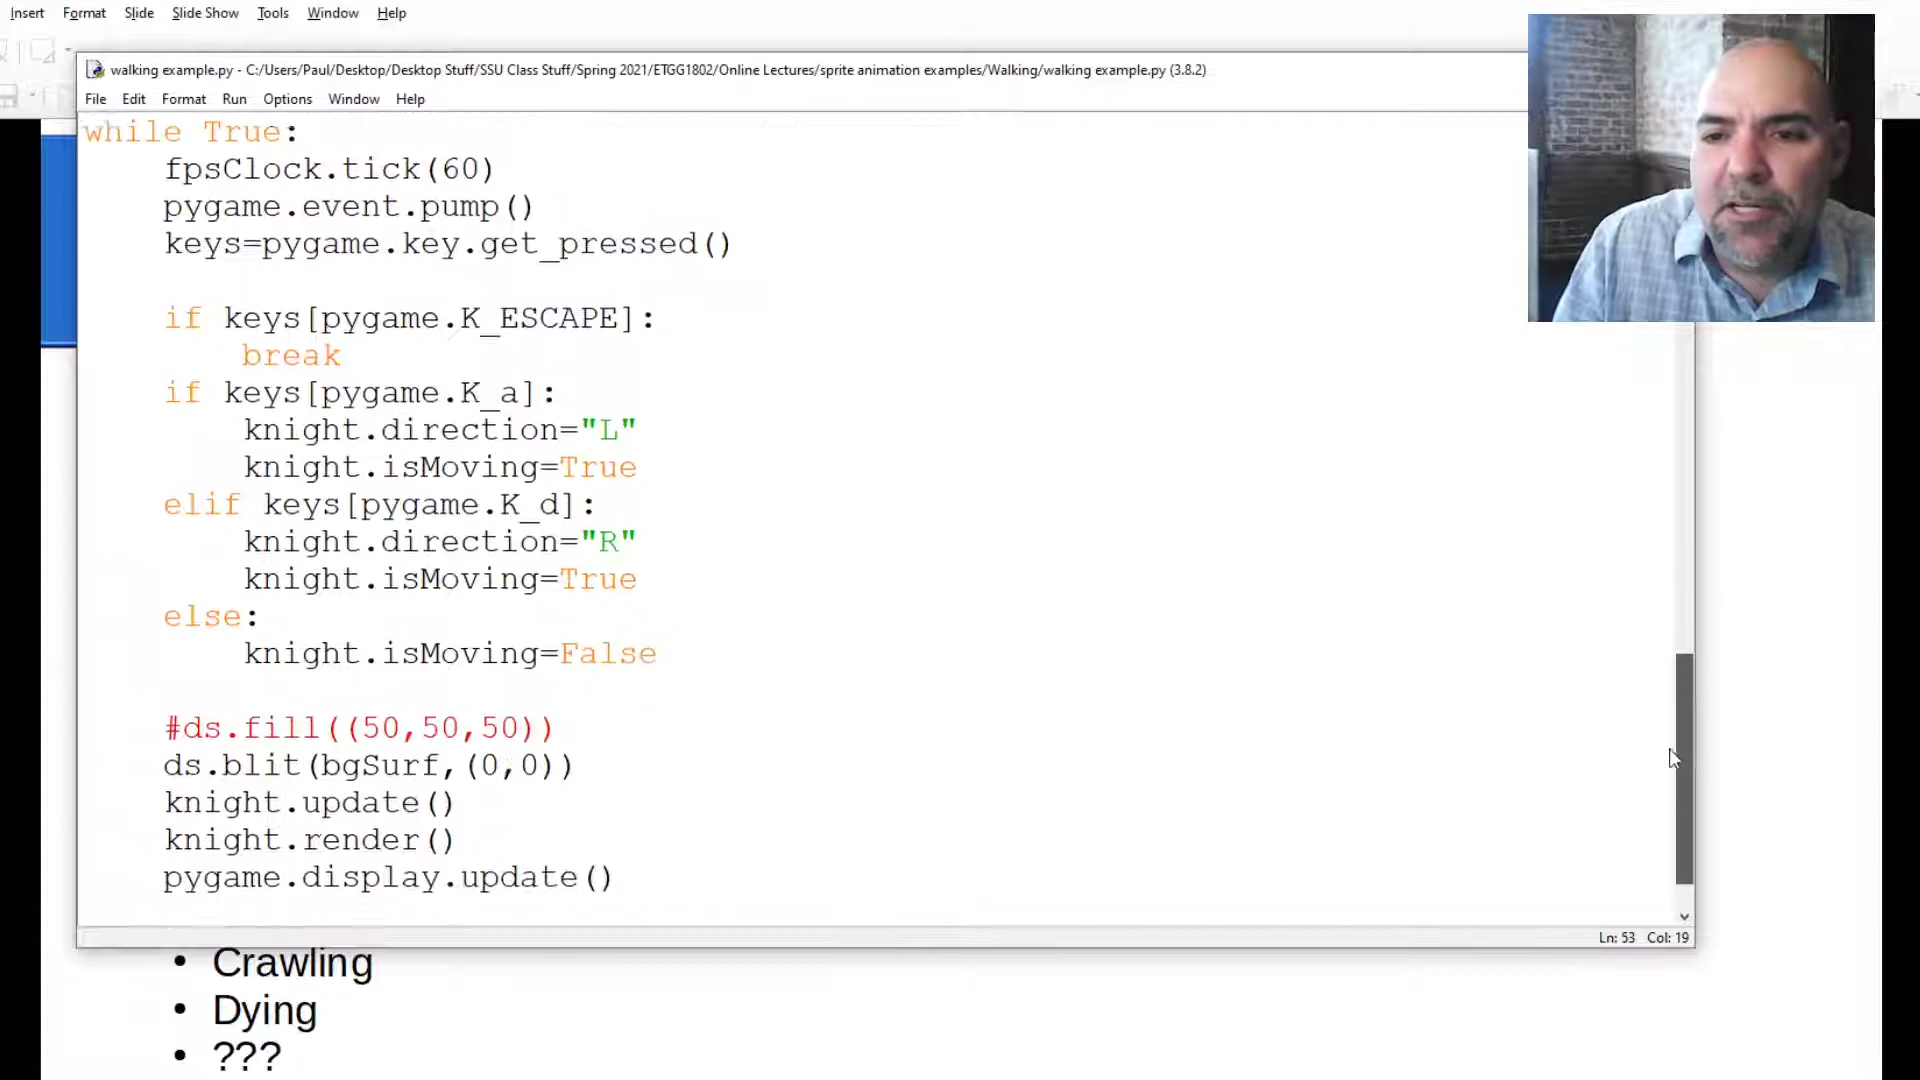 Insert Format Slide Slide Show Tools Window Help
walking example.py - C:/Users/Paul/Desktop/Desktop Stuff/SSU Class Stuff/Spring 2021/ETGG1802/Online Lectures/sprite animation examples/Walking/walking example.py (3.8.2)
File Edit Format Run Options Window Help
while True:
fpsClock.tick(60)
pygame.event.pump()
keys=pygame.key.get_pressed()
if keys[pygame.K_ESCAPE]:
break
if keys[pygame.K_a]:
knight.direction="L"
knight.isMoving=True
elif keys[pygame.K_d]:
knight.direction="R"
knight.isMoving=True
else:
knight.isMoving=False
#ds.fill((50,50,50))
ds.blit(bgSurf,(0,0))
knight.update()
knight.render()
pygame.display.update()
Ln: 53 Col: 19
• Crawling
• Dying
• ???